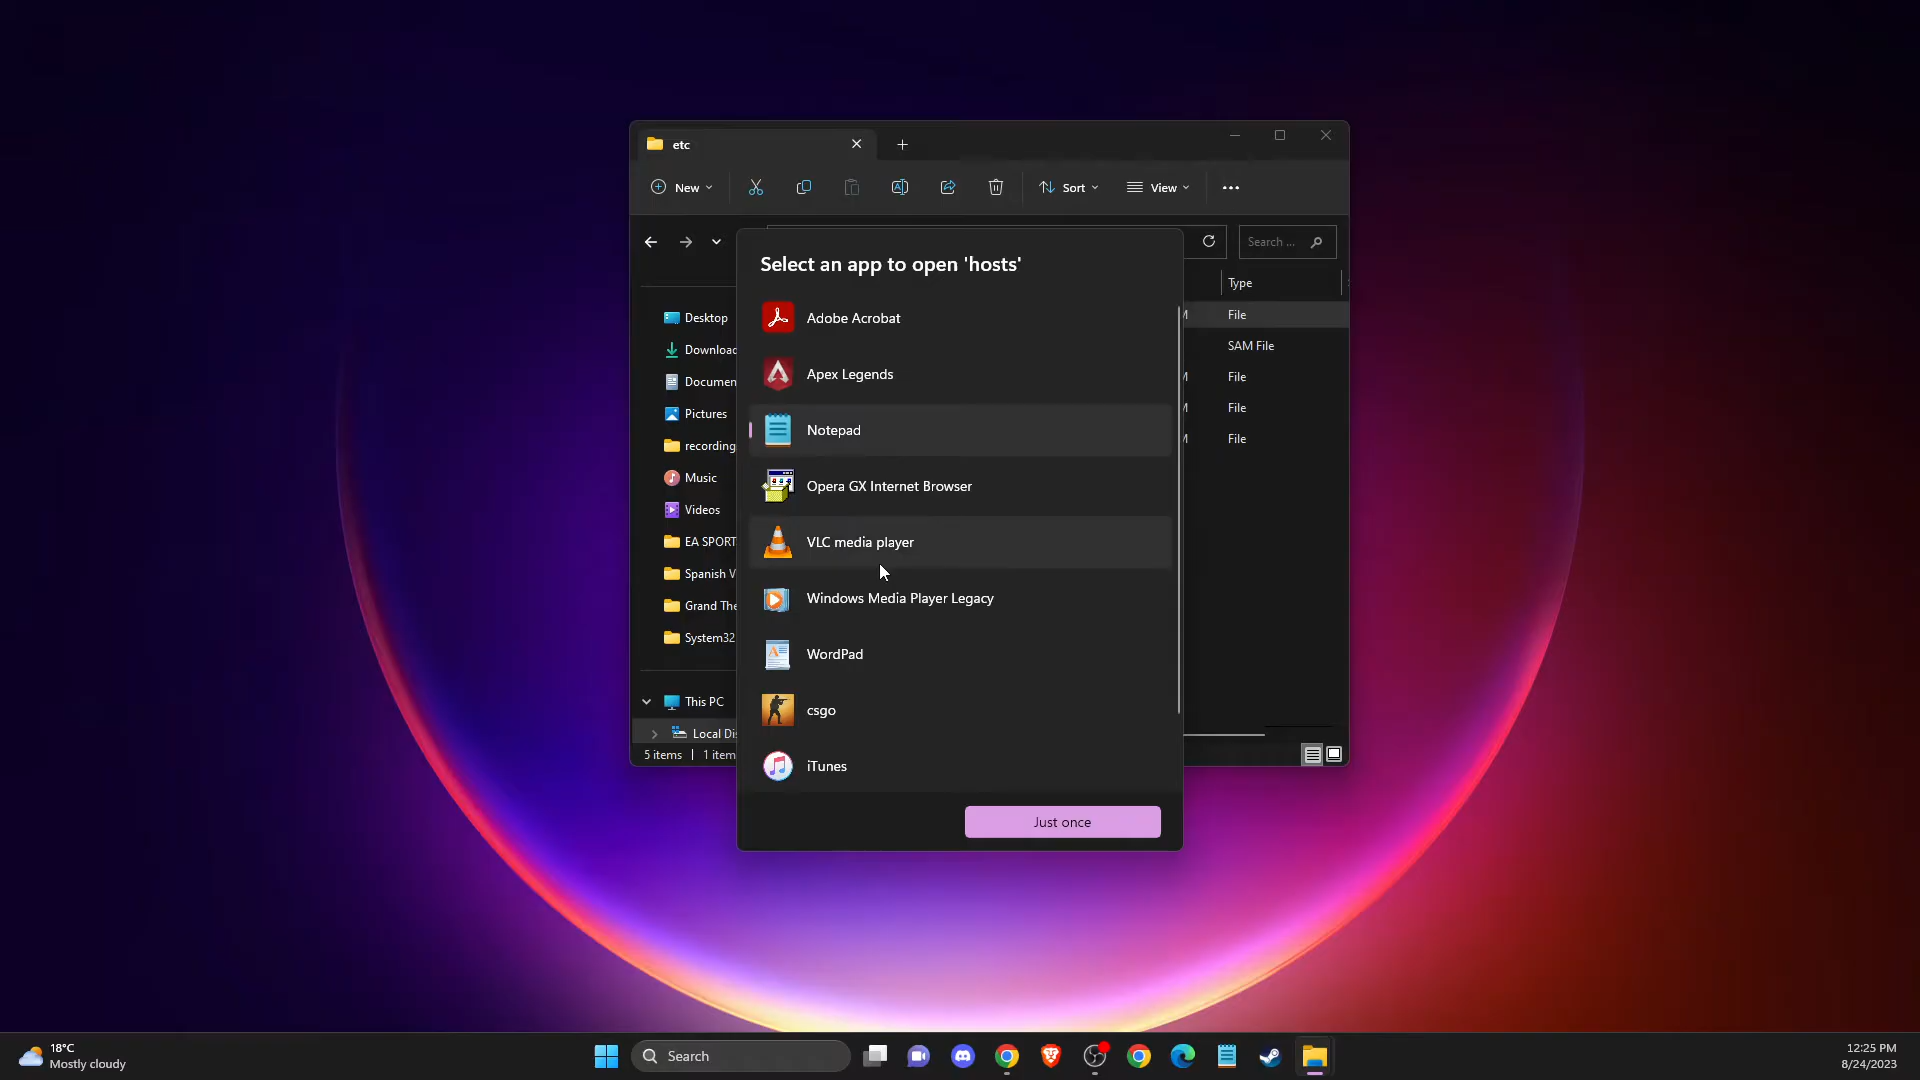 etc
New
Sort
View
Search ...
Type
Select an app to open 'hosts'
Adobe Acrobat
Apex Legends
Notepad
Opera GX Internet Browser
VLC media player
Windows Media Player Legacy
WordPad
csgo
iTunes
Just once
Desktop
Downloac
Documen
Pictures
recording
Music
Videos
EA SPORT
Spanish V
Grand The
System32
This PC
Local Dis
M File
SAM File
M File
M File
M File
5 items | 1 item
18°C
Mostly cloudy
Search
12:25 PM
8/24/2023